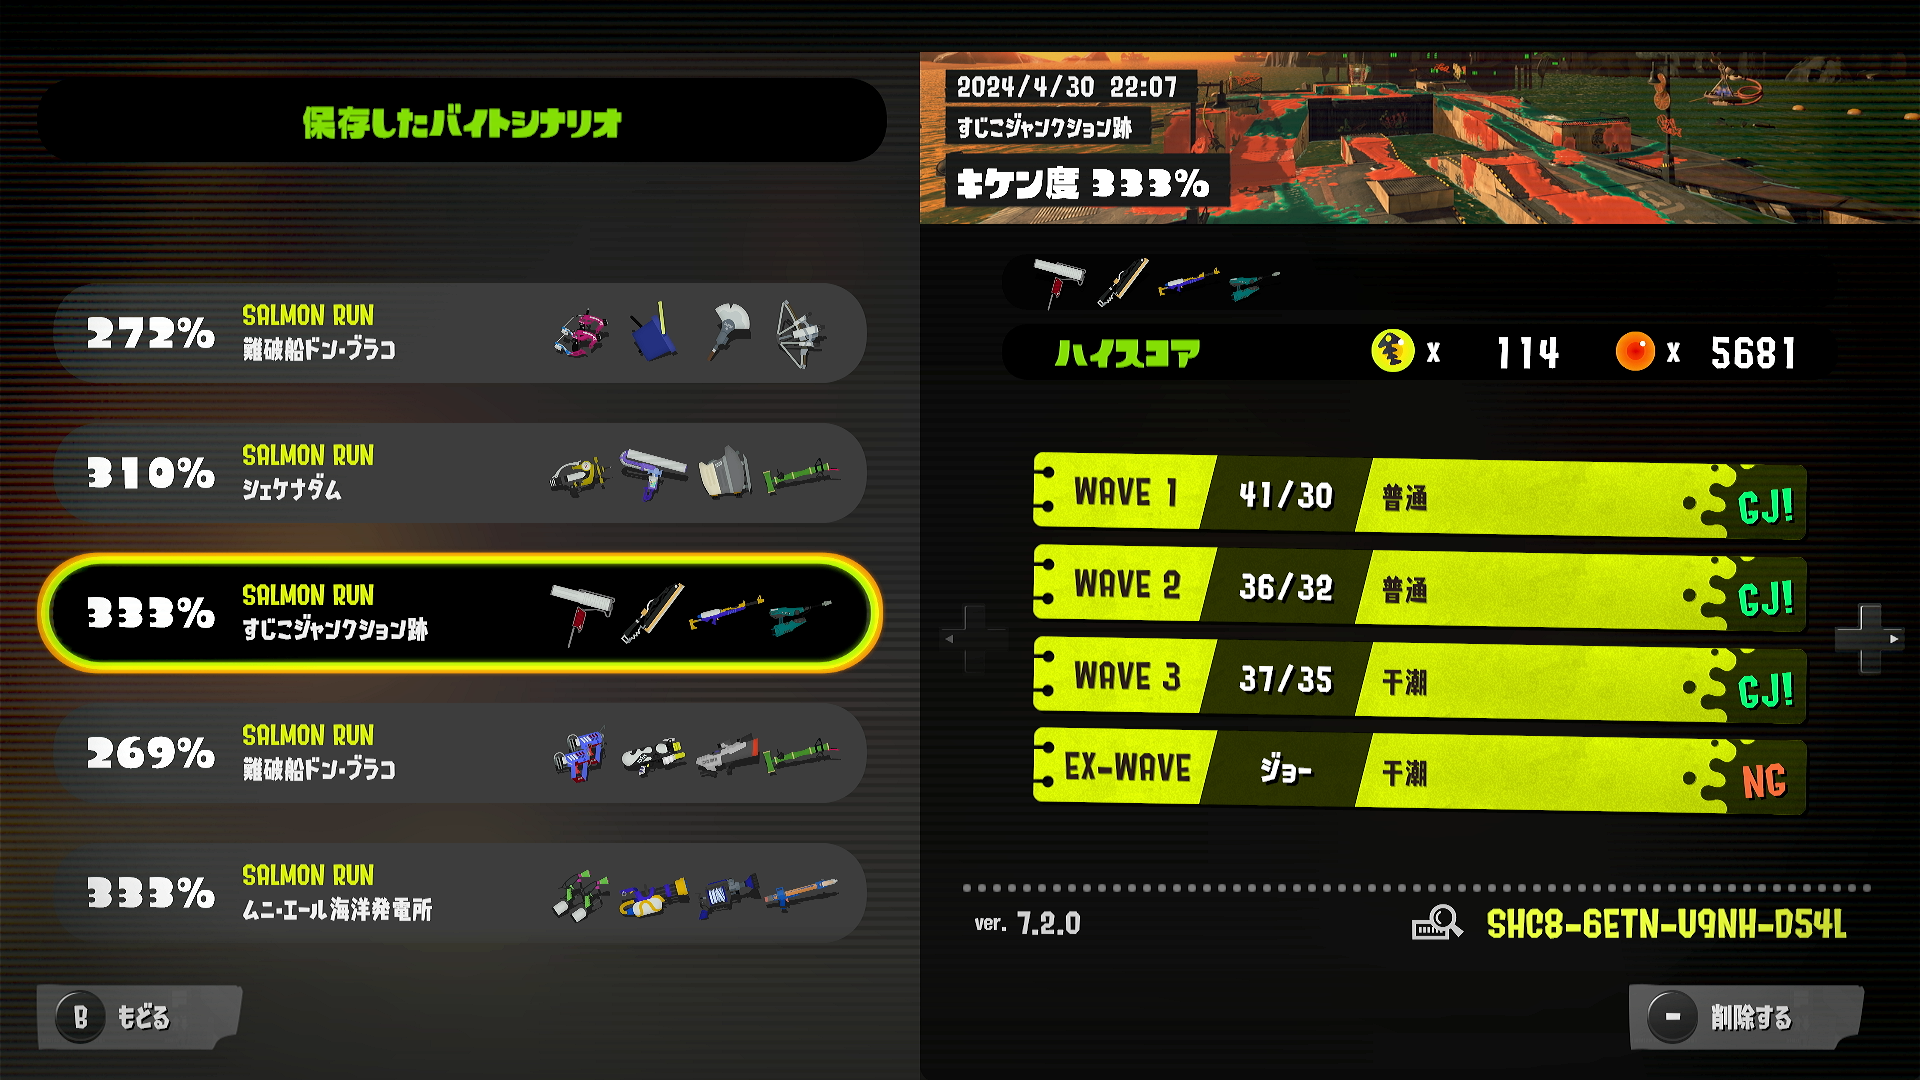 保存したバイトシナリオ
272%
SALMON RUN
難破船ドン・ブラコ
310%
SALMON RUN
シェケナダム
333%
SALMON RUN
すじこジャンクション跡
269%
SALMON RUN
難破船ドン・ブラコ
333%
SALMON RUN
ムニ・エール海洋発電所
B もどる
2024/4/30 22:07
すじこジャンクション跡
キケン度 333%
ハイスコア x 114 x 5681
WAVE 1 41/30 普通 GJ!
WAVE 2 36/32 普通 GJ!
WAVE 3 37/35 干潮 GJ!
EX-WAVE ジョー 干潮 NG
ver. 7.2.0
SHC8-6ETN-U9NH-D54L
削除する